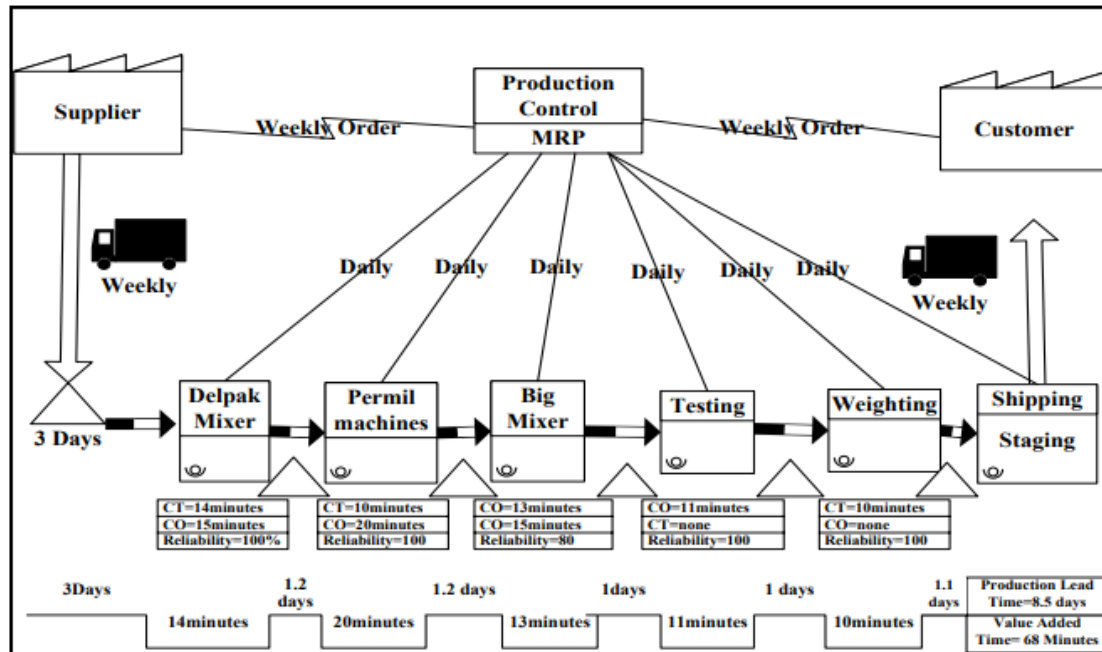 Supplier
Weekly Order
Production
Control
MRP
Weekly Order
Customer
Weekly
Daily
Daily
Daily
Daily
Daily
Daily
Weekly
3 Days
Delpak
Mixer
Permil
machines
Big
Mixer
Testing
Weighting
Shipping
Staging
CT=14minutes
CO=15minutes
Reliability=100%
CT=10minutes
CO=20minutes
Reliability=100
CO=13minutes
CO=15minutes
Reliability=80
CO=11minutes
CT=none
Reliability=100
CT=10minutes
CO=none
Reliability=100
3Days
14minutes
1.2
days
20minutes
1.2 days
13minutes
1days
11minutes
1 days
10minutes
1.1
days
Production Lead
Time=8.5 days
Value Added
Time= 68 Minutes